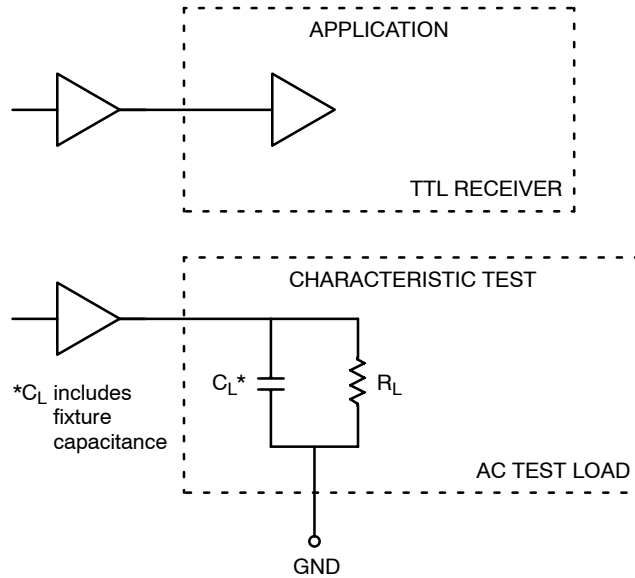 APPLICATION
TTL RECEIVER
CHARACTERISTIC TEST
*CL includes
fixture
capacitance
CL*
RL
AC TEST LOAD
GND